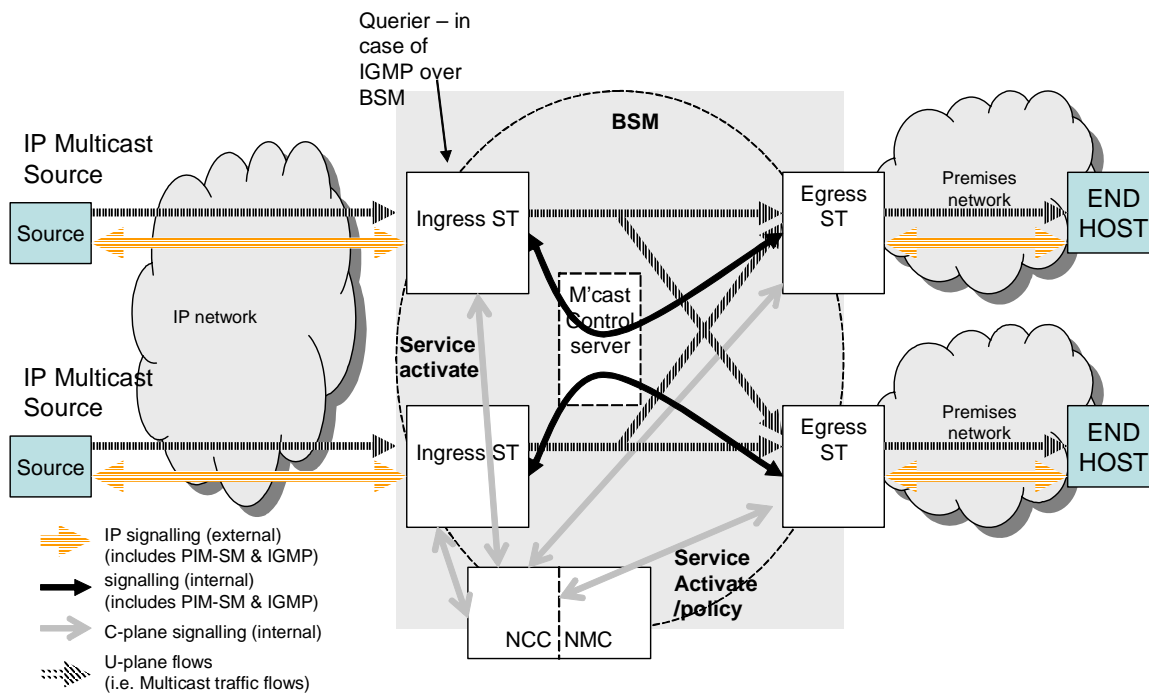 Querier – in
case of
IGMP over
BSM
BSM
IP Multicast
Source
Source
Ingress ST
Egress
ST
Premises
network
END
HOST
IP network
M'cast
Control
server
Service
activate
IP Multicast
Source
Source
Ingress ST
Egress
ST
Premises
network
END
HOST
IP signalling (external)
(includes PIM-SM & IGMP)
signalling (internal)
(includes PIM-SM & IGMP)
C-plane signalling (internal)
U-plane flows
(i.e. Multicast traffic flows)
Service
Activate
/policy
NCC
NMC